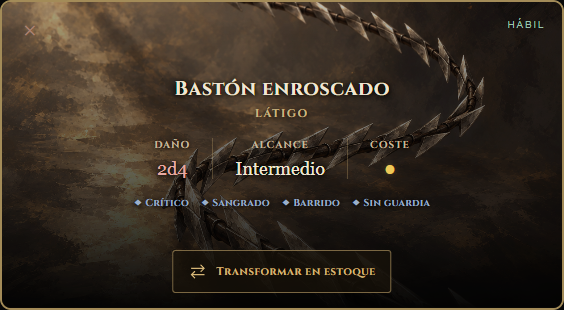 HÁBIL
BASTÓN ENROSCADO
LÁTIGO
DAÑO ALCANCE COSTE
2d4 Intermedio
CRÍTICO SANGRADO BARRIDO SIN GUARDIA
TRANSFORMAR EN ESTOQUE